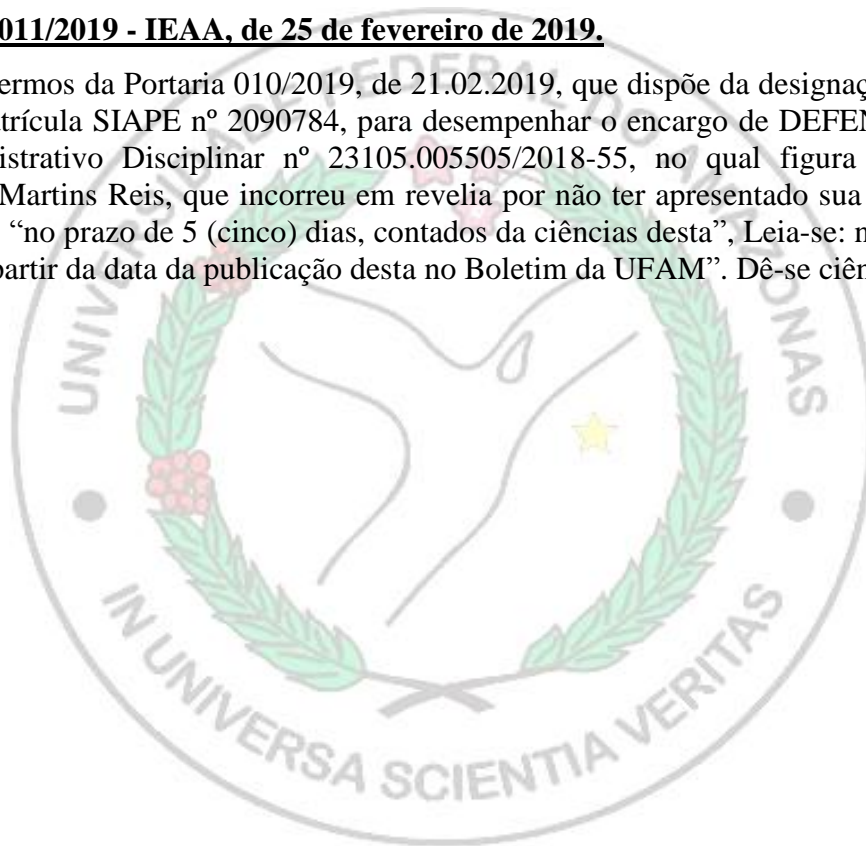 011/2019 - IEAA, de 25 de fevereiro de 2019.
ermos da Portaria 010/2019, de 21.02.2019, que dispõe da designaç
trícula SIAPE nº 2090784, para desempenhar o encargo de DEFEN
istrativo Disciplinar nº 23105.005505/2018-55, no qual figura
Martins Reis, que incorreu em revelia por não ter apresentado sua
“no prazo de 5 (cinco) dias, contados da ciências desta”, Leia-se: n
partir da data da publicação desta no Boletim da UFAM”. Dê-se ciên
UNIVERSIDADE FEDERAL DO AMAZONAS
IN UNIVERSA SCIENTIA VERITAS